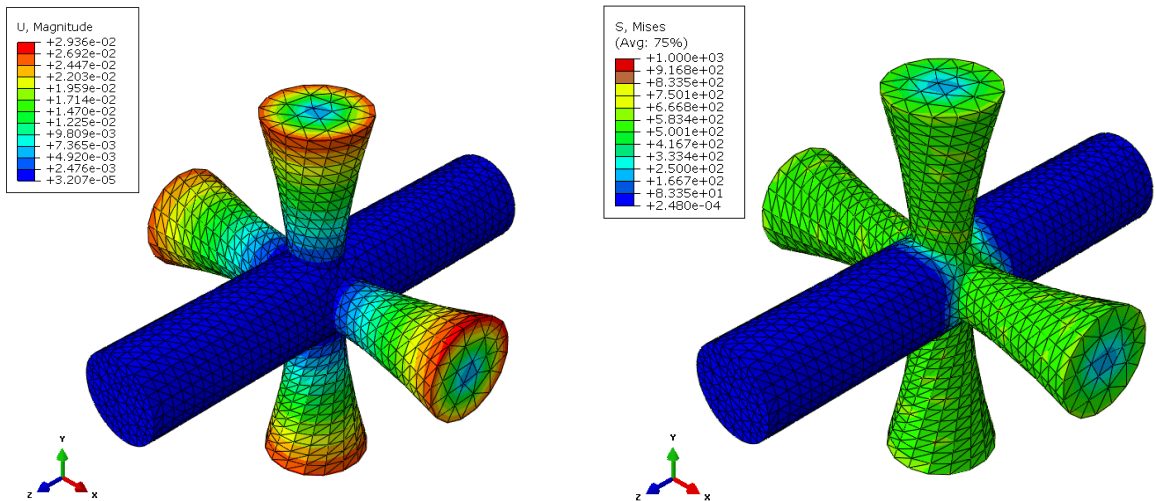 U, Magnitude
+2.936e-02
+2.692e-02
+2.447e-02
+2.203e-02
+1.959e-02
+1.714e-02
+1.470e-02
+1.225e-02
+9.809e-03
+7.365e-03
+4.920e-03
+2.476e-03
+3.207e-05
Y
Z
X
S, Mises
(Avg: 75%)
+1.000e+03
+9.168e+02
+8.335e+02
+7.501e+02
+6.668e+02
+5.834e+02
+5.001e+02
+4.167e+02
+3.334e+02
+2.500e+02
+1.667e+02
+8.335e+01
+2.480e-04
Y
Z
X